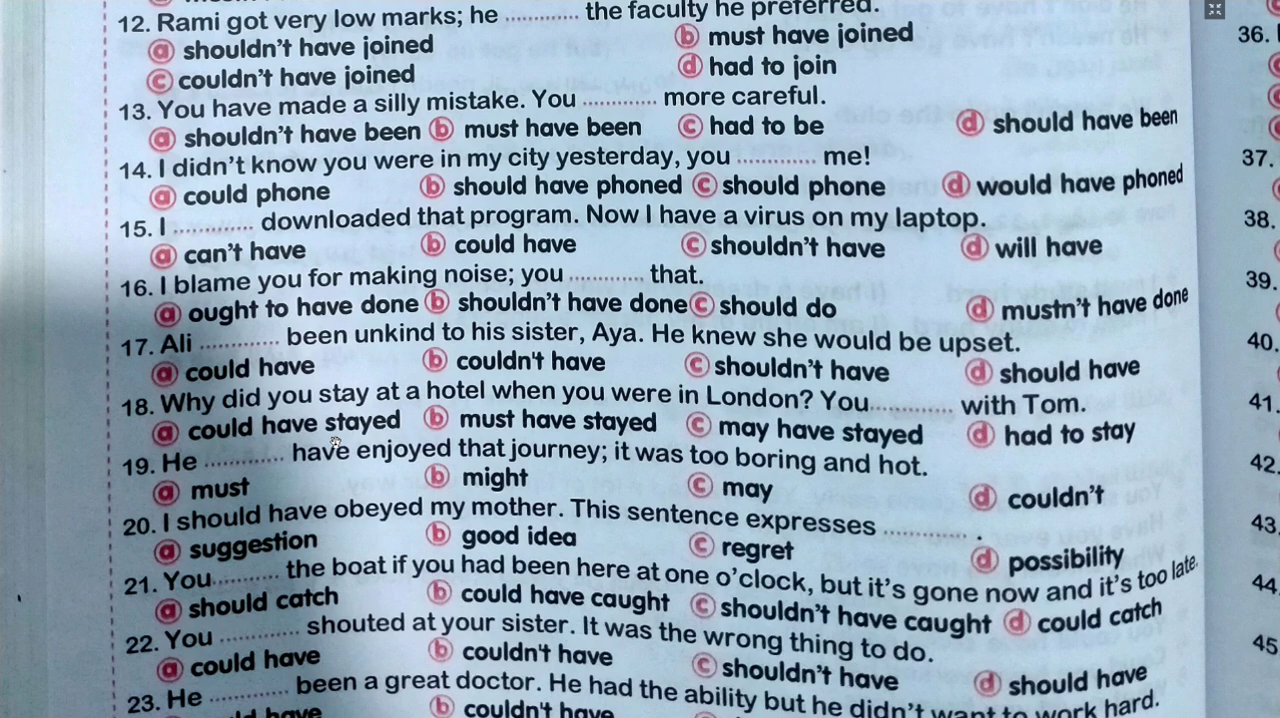 12. Rami got very low marks; he ............ the faculty he preferred.
ⓐ shouldn't have joined ⓑ must have joined
ⓒ couldn't have joined ⓓ had to join
13. You have made a silly mistake. You ............ more careful.
ⓐ shouldn't have been ⓑ must have been ⓒ had to be ⓓ should have been
14. I didn't know you were in my city yesterday, you ............ me!
ⓐ could phone ⓑ should have phoned ⓒ should phone ⓓ would have phoned
15. I ............ downloaded that program. Now I have a virus on my laptop.
ⓐ can't have ⓑ could have ⓒ shouldn't have ⓓ will have
16. I blame you for making noise; you ............ that.
ⓐ ought to have done ⓑ shouldn't have done ⓒ should do ⓓ mustn't have done
17. Ali ............ been unkind to his sister, Aya. He knew she would be upset.
ⓐ could have ⓑ couldn't have ⓒ shouldn't have ⓓ should have
18. Why did you stay at a hotel when you were in London? You ............ with Tom.
ⓐ could have stayed ⓑ must have stayed ⓒ may have stayed ⓓ had to stay
19. He ............ have enjoyed that journey; it was too boring and hot.
ⓐ must ⓑ might ⓒ may ⓓ couldn't
20. I should have obeyed my mother. This sentence expresses ............ .
ⓐ suggestion ⓑ good idea ⓒ regret ⓓ possibility
21. You ............ the boat if you had been here at one o'clock, but it's gone now and it's too late.
ⓐ should catch ⓑ could have caught ⓒ shouldn't have caught ⓓ could catch
22. You ............ shouted at your sister. It was the wrong thing to do.
ⓐ could have ⓑ couldn't have ⓒ shouldn't have ⓓ should have
23. He ............ been a great doctor. He had the ability but he didn't want to work hard.
have ⓑ couldn't have
36.
37.
38.
39.
40.
41.
42.
43.
44.
45